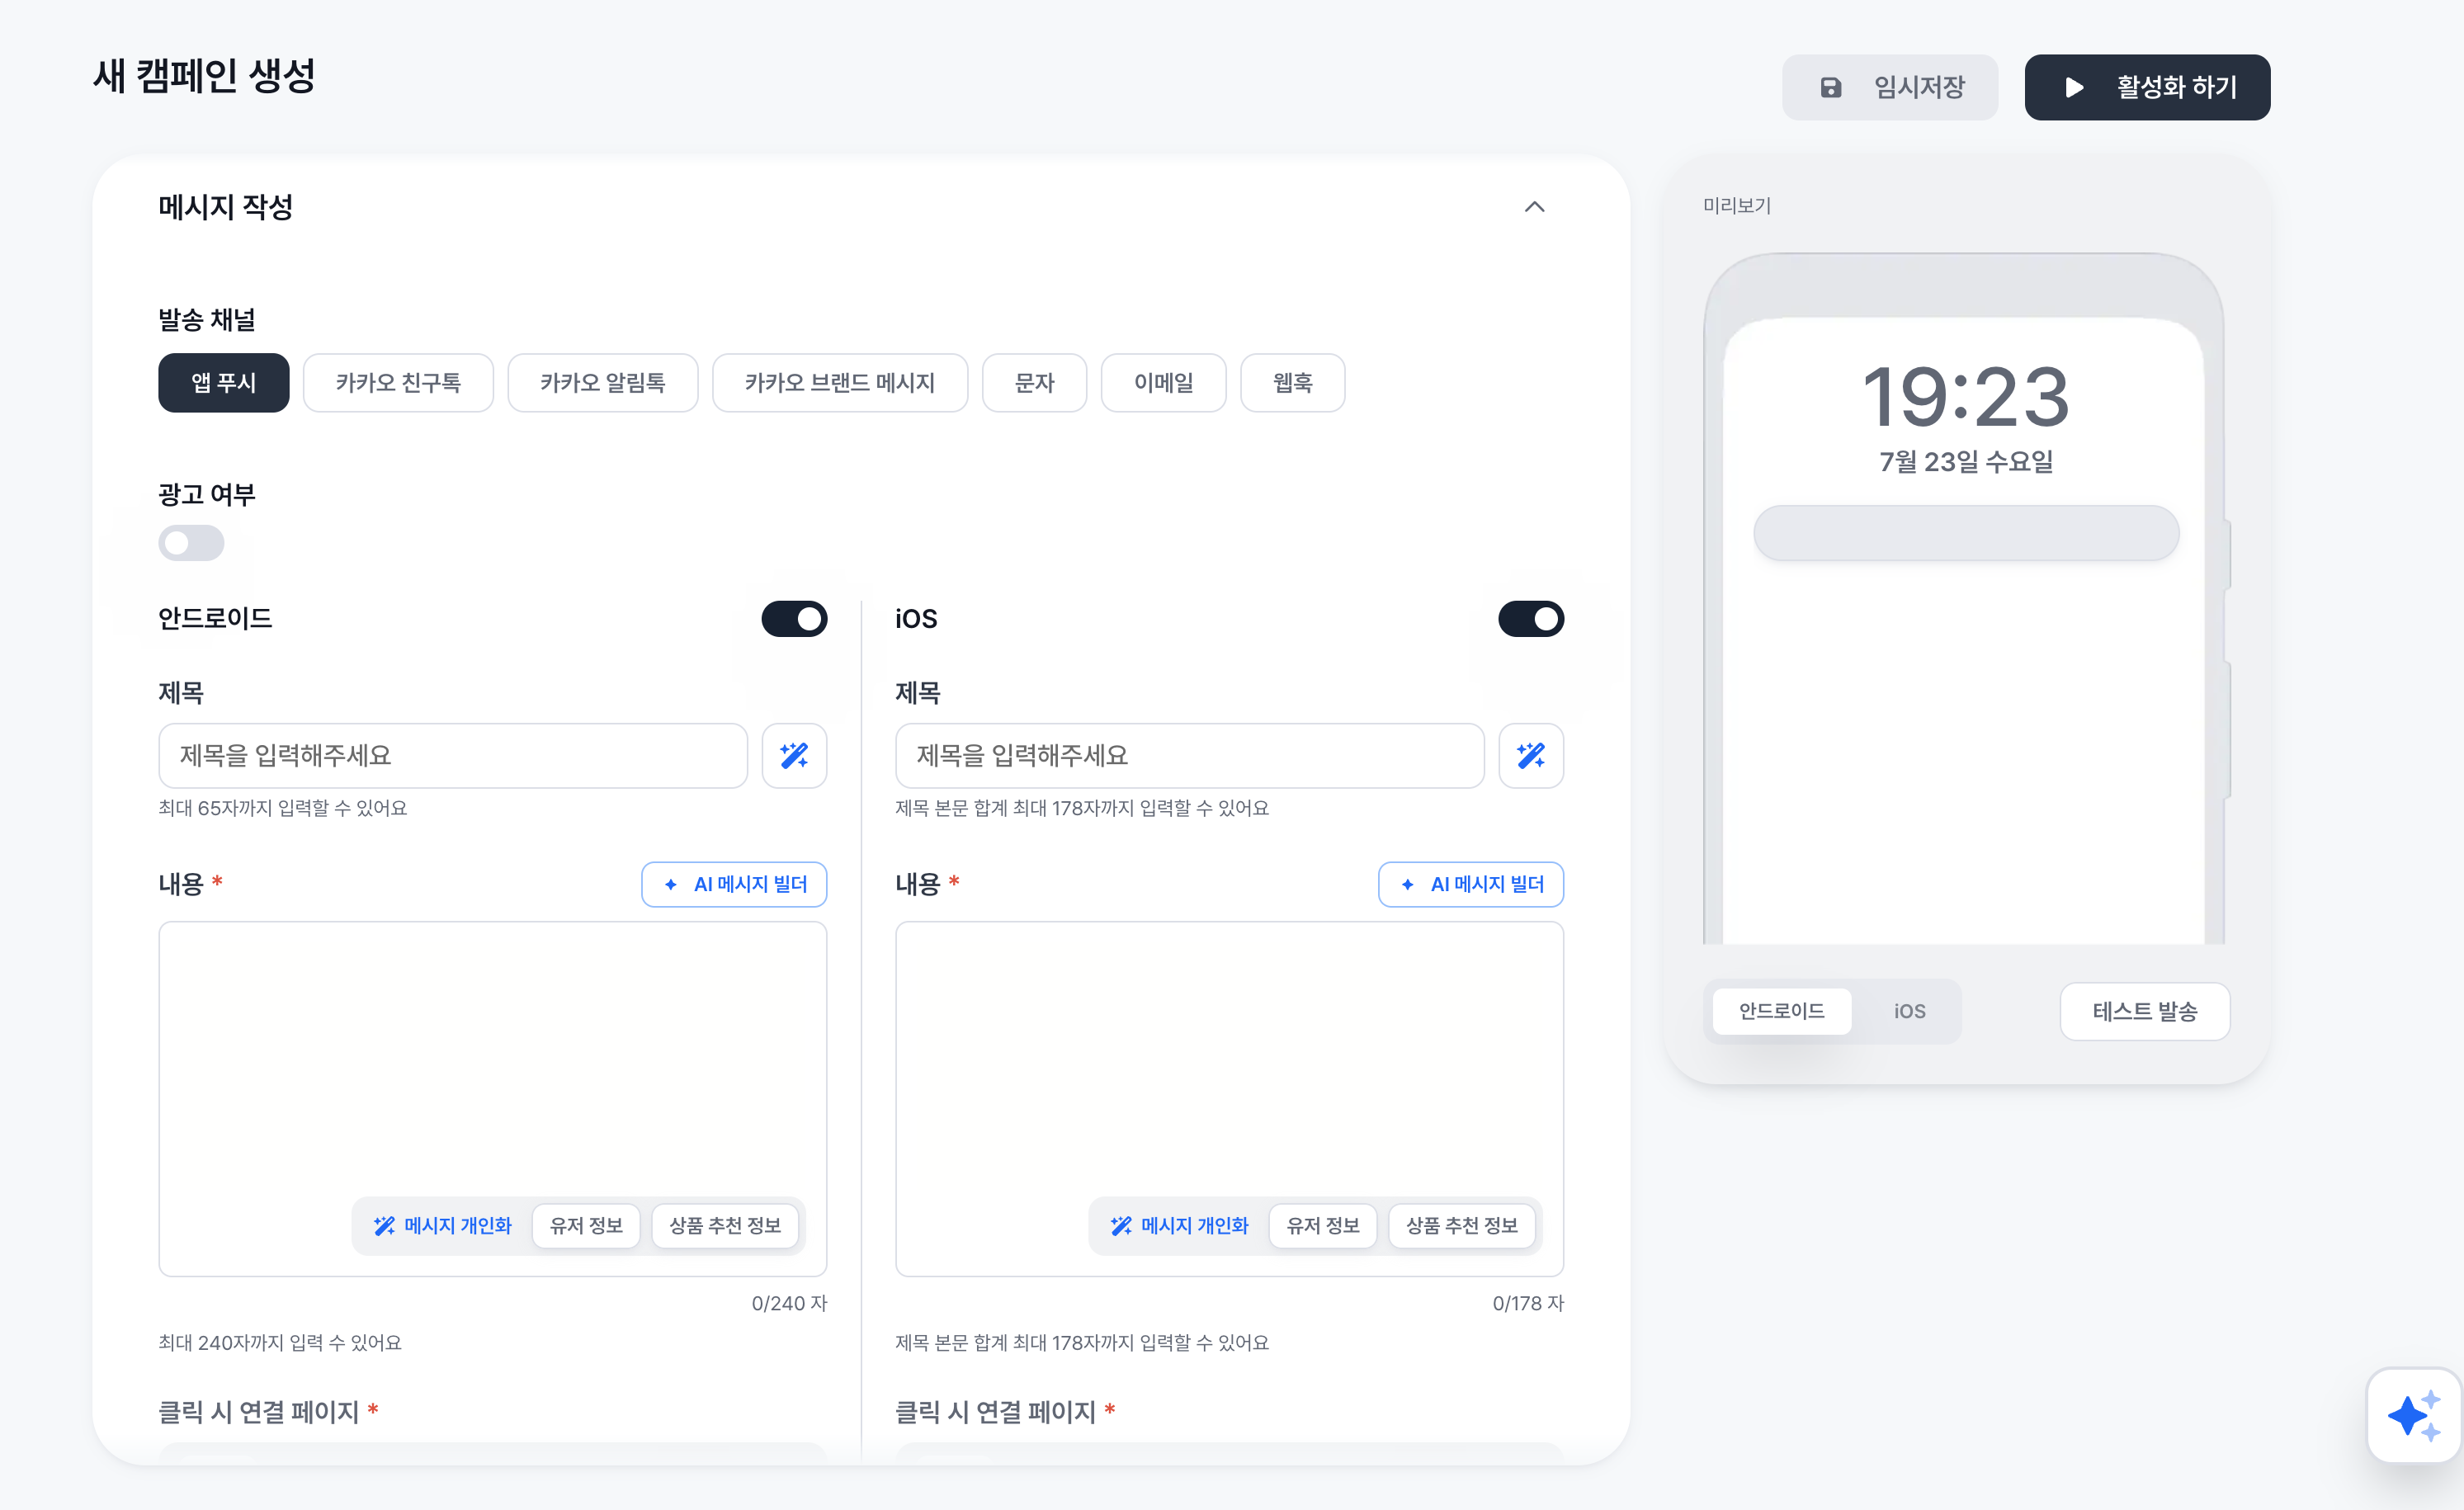 새 캠페인 생성
임시저장
활성화 하기
메시지 작성
발송 채널
앱 푸시
카카오 친구톡
카카오 알림톡
카카오 브랜드 메시지
문자
이메일
웹훅
광고 여부
안드로이드
제목
제목을 입력해주세요
최대 65자까지 입력할 수 있어요
내용 *
AI 메시지 빌더
메시지 개인화
유저 정보
상품 추천 정보
0/240 자
최대 240자까지 입력 수 있어요
클릭 시 연결 페이지 *
iOS
제목
제목을 입력해주세요
제목 본문 합계 최대 178자까지 입력할 수 있어요
내용 *
AI 메시지 빌더
메시지 개인화
유저 정보
상품 추천 정보
0/178 자
제목 본문 합계 최대 178자까지 입력할 수 있어요
클릭 시 연결 페이지 *
미리보기
19:23
7월 23일 수요일
안드로이드
iOS
테스트 발송